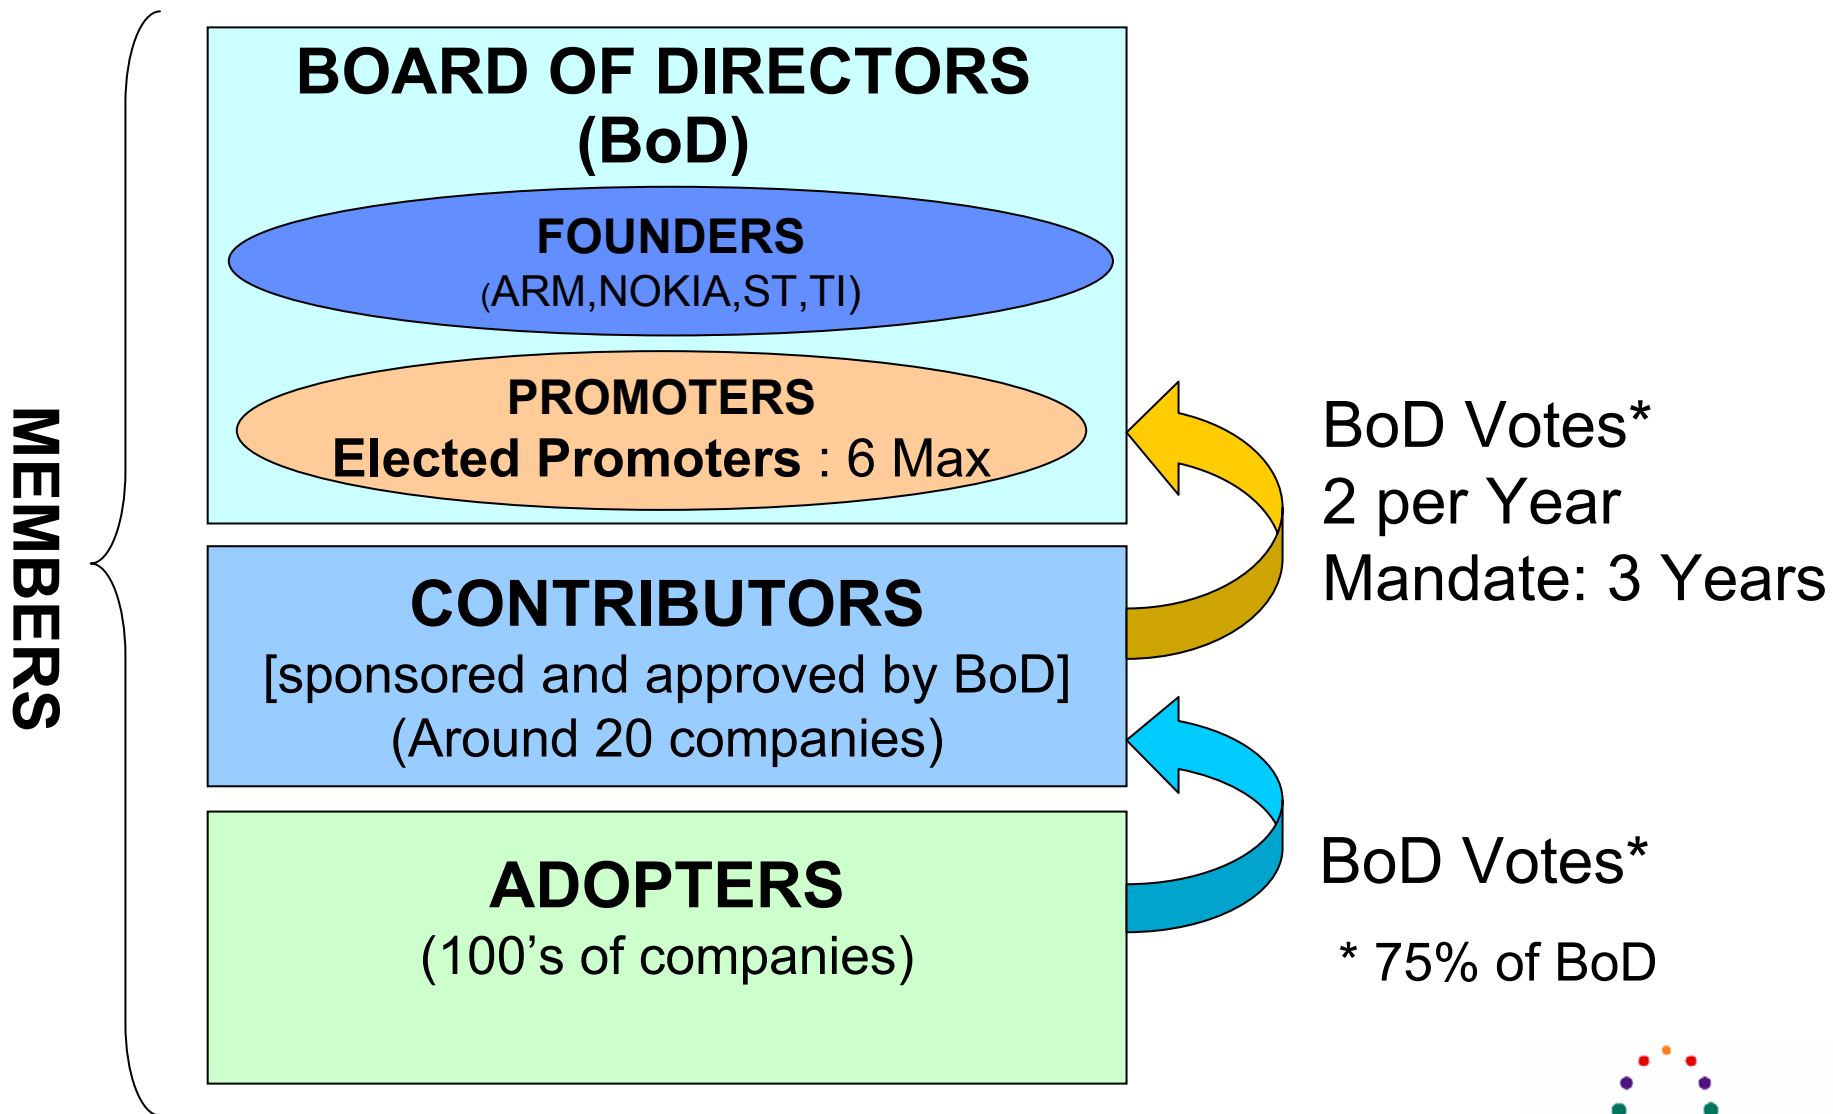 MEMBERS
BOARD OF DIRECTORS
(BoD)
FOUNDERS
(ARM,NOKIA,ST,TI)
PROMOTERS
Elected Promoters : 6 Max
BoD Votes*
2 per Year
Mandate: 3 Years
CONTRIBUTORS
[sponsored and approved by BoD]
(Around 20 companies)
ADOPTERS
(100’s of companies)
BoD Votes*
* 75% of BoD